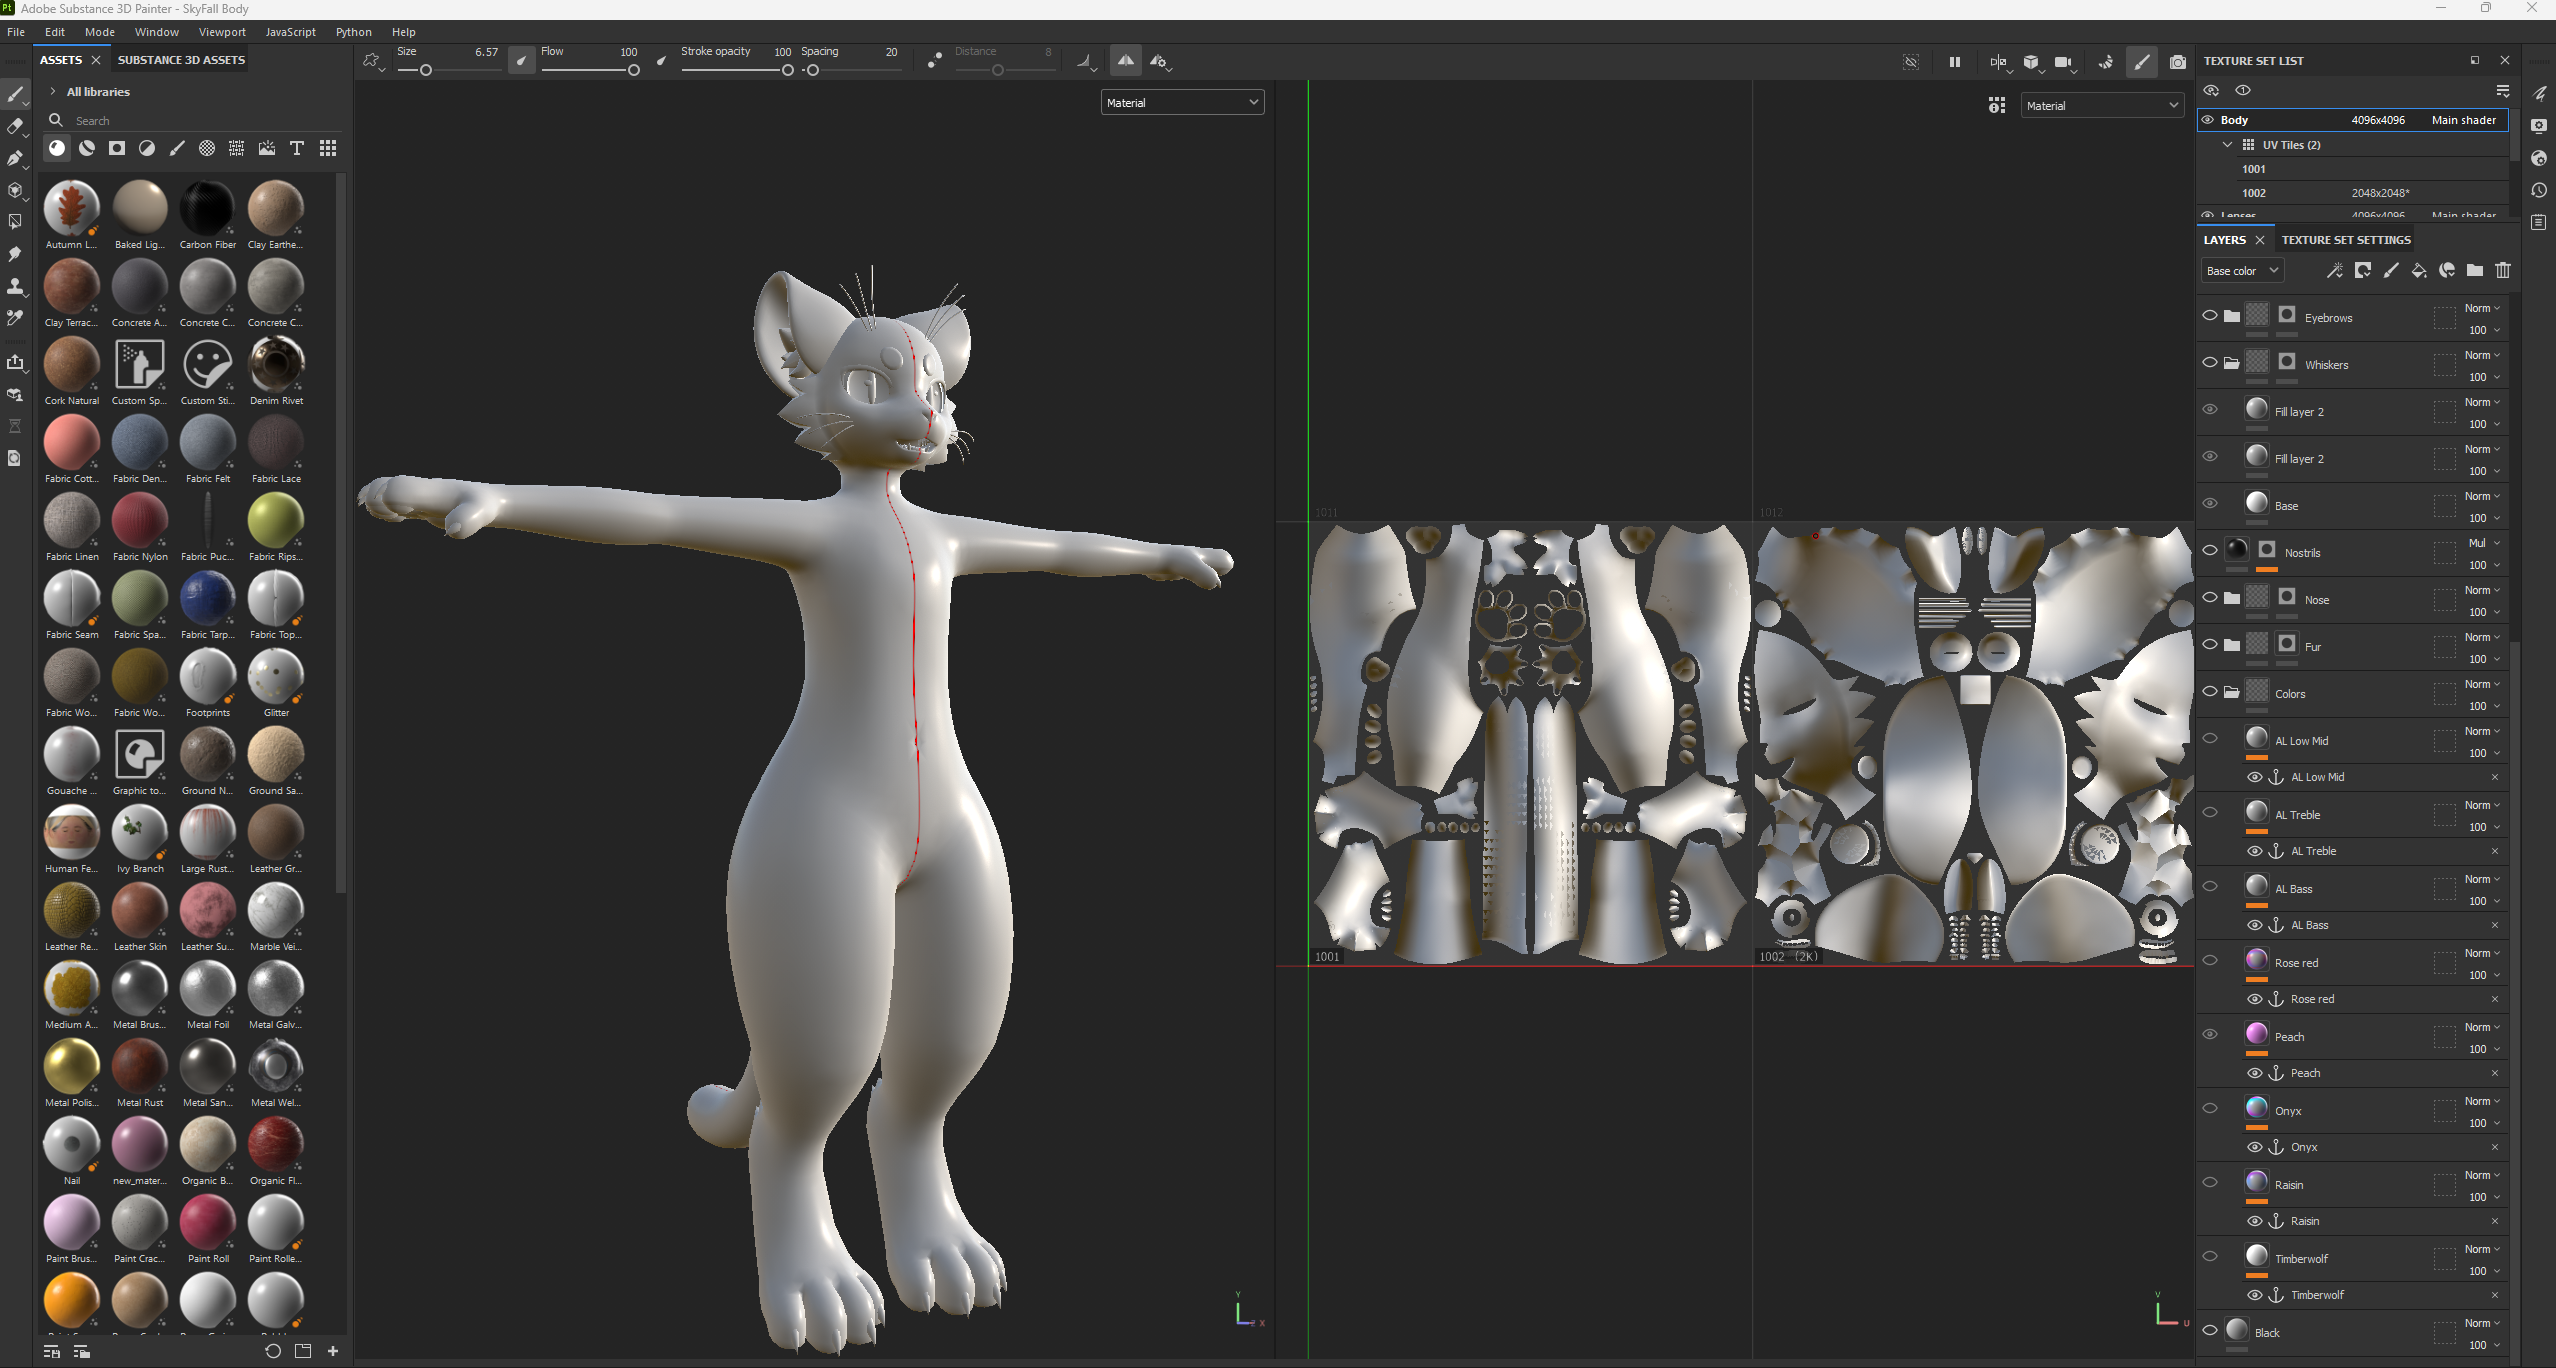 Pt Adobe Substance 3D Painter - SkyFall Body
File Edit Mode Window Viewport JavaScript Python Help
ASSETS SUBSTANCE 3D ASSETS
Size 6.57 Flow 100 Stroke opacity 100 Spacing 20 Distance 8
All libraries
Search
Autumn L... Baked Lig... Carbon Fiber Clay Earthe...
Clay Terrac... Concrete A... Concrete C... Concrete C...
Cork Natural Custom Sp... Custom Sti... Denim Rivet
Fabric Cott... Fabric Den... Fabric Felt Fabric Lace
Fabric Linen Fabric Nylon Fabric Puc... Fabric Rips...
Fabric Seam Fabric Spa... Fabric Tarp... Fabric Top...
Fabric Wo... Fabric Wo... Footprints Glitter
Gouache ... Graphic to... Ground N... Ground Sa...
Human Fe... Ivy Branch Large Rust... Leather Gr...
Leather Re... Leather Skin Leather Su... Marble Vei...
Medium A... Metal Brus... Metal Foil Metal Galv...
Metal Polis... Metal Rust Metal San... Metal Wel...
Nail new_mater... Organic B... Organic Fl...
Paint Brus... Paint Crac... Paint Roll Paint Rolle...
Material
Y
Z X
Material
1011 1012
1001 1002 (2K)
V
U
TEXTURE SET LIST
Body 4096x4096 Main shader
UV Tiles (2)
1001
1002 2048x2048*
Lenses 4096x4096 Main shader
LAYERS TEXTURE SET SETTINGS
Base color
Eyebrows Norm 100
Whiskers Norm 100
Fill layer 2 Norm 100
Fill layer 2 Norm 100
Base Norm 100
Nostrils Mul 100
Nose Norm 100
Fur Norm 100
Colors Norm 100
AL Low Mid Norm 100
AL Low Mid
AL Treble Norm 100
AL Treble
AL Bass Norm 100
AL Bass
Rose red Norm 100
Rose red
Peach Norm 100
Peach
Onyx Norm 100
Onyx
Raisin Norm 100
Raisin
Timberwolf Norm 100
Timberwolf
Black Norm 100